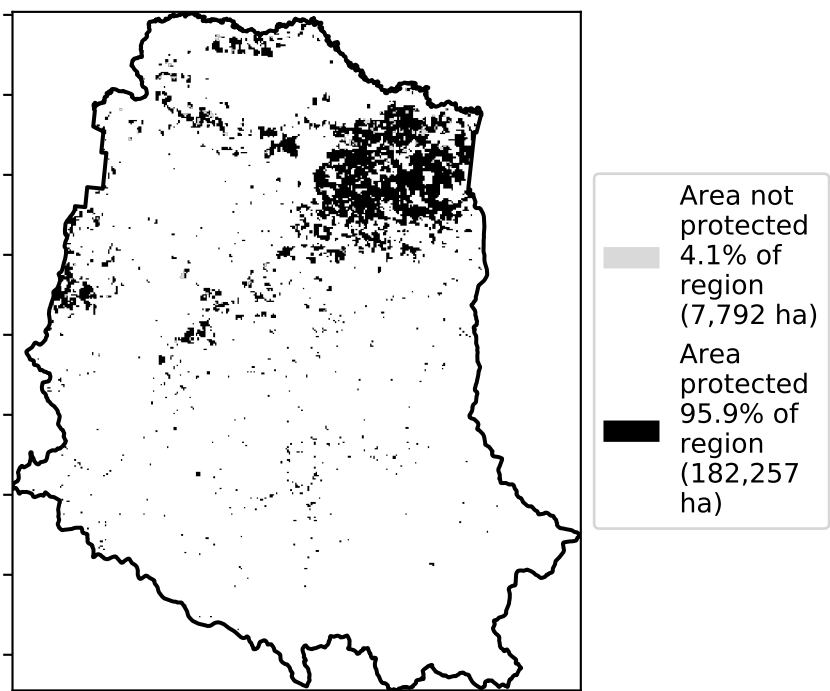 Area not
protected
4.1% of
region
(7,792 ha)
Area
protected
95.9% of
region
(182,257
ha)